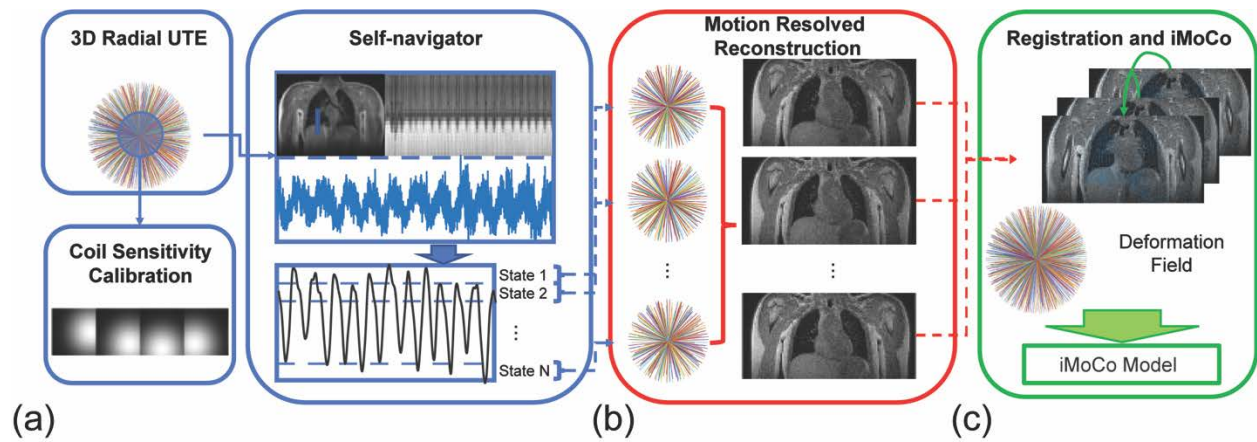 3D Radial UTE
Coil Sensitivity
Calibration
Self-navigator
State 1
State 2
⋮
State N
(a)
Motion Resolved
Reconstruction
⋮
⋮
(b)
Registration and iMoCo
Deformation
Field
iMoCo Model
(c)